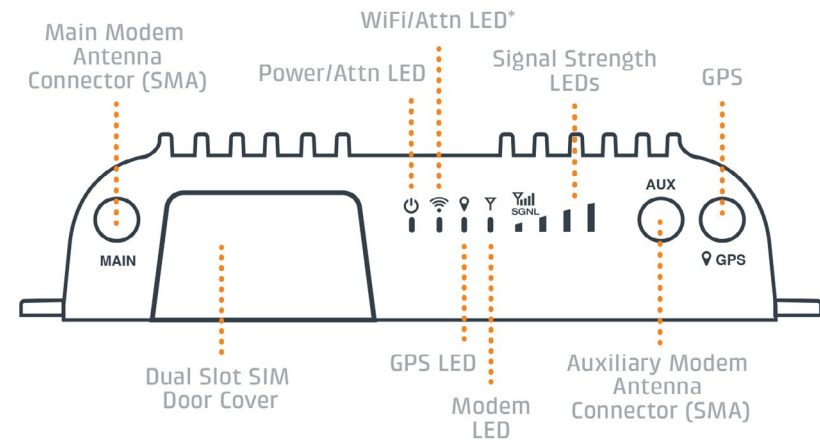 WiFi/Attn LED*
Main Modem
Antenna
Connector (SMA)
Power/Attn LED
Signal Strength
LEDs
GPS
MAIN
SGNL
AUX
GPS
Dual Slot SIM
Door Cover
GPS LED
Modem
LED
Auxiliary Modem
Antenna
Connector (SMA)